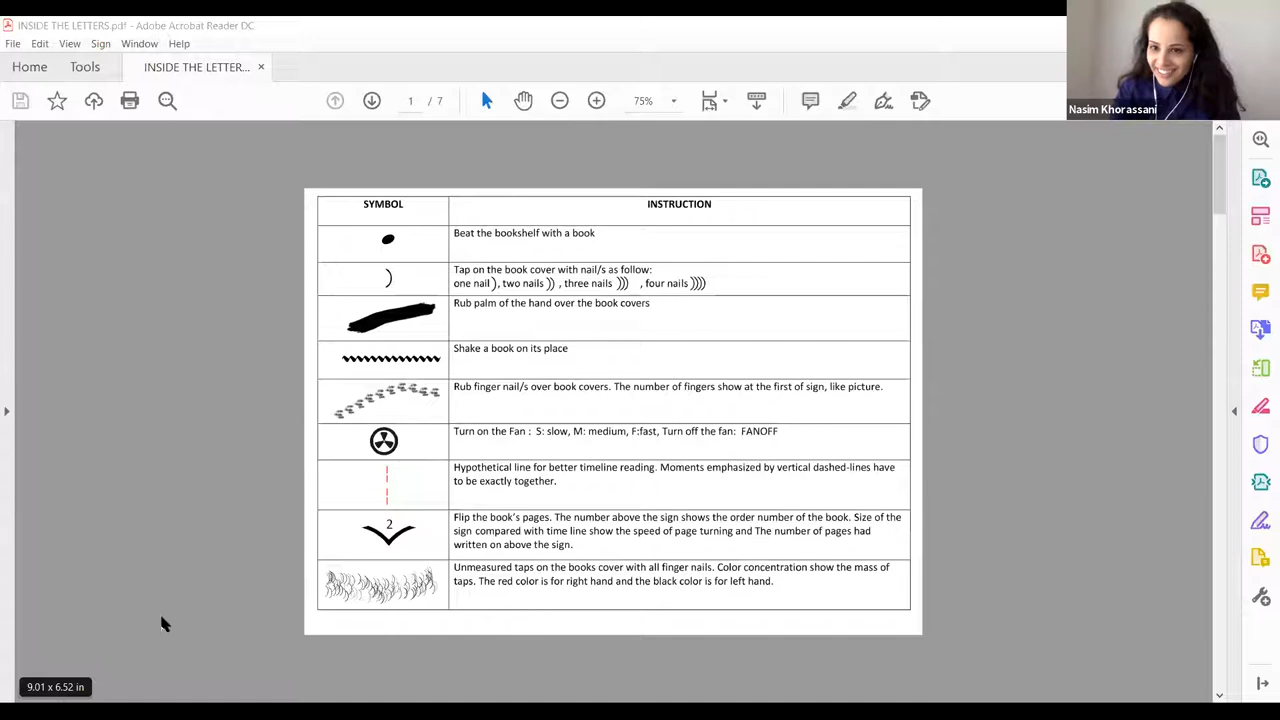 INSIDE THE LETTERS.pdf - Adobe Acrobat Reader DC
File Edit View Sign Window Help
Home Tools INSIDE THE LETTER... ×
1 / 7 75%
Nasim Khorassani
SYMBOL INSTRUCTION
Beat the bookshelf with a book
Tap on the book cover with nail/s as follow:
one nail ), two nails )) , three nails ))) , four nails ))))
Rub palm of the hand over the book covers
Shake a book on its place
Rub finger nail/s over book covers. The number of fingers show at the first of sign, like picture.
Turn on the Fan : S: slow, M: medium, F:fast, Turn off the fan: FANOFF
Hypothetical line for better timeline reading. Moments emphasized by vertical dashed-lines have
to be exactly together.
2
Flip the book's pages. The number above the sign shows the order number of the book. Size of the
sign compared with time line show the speed of page turning and The number of pages had
written on above the sign.
Unmeasured taps on the books cover with all finger nails. Color concentration show the mass of
taps. The red color is for right hand and the black color is for left hand.
9.01 x 6.52 in